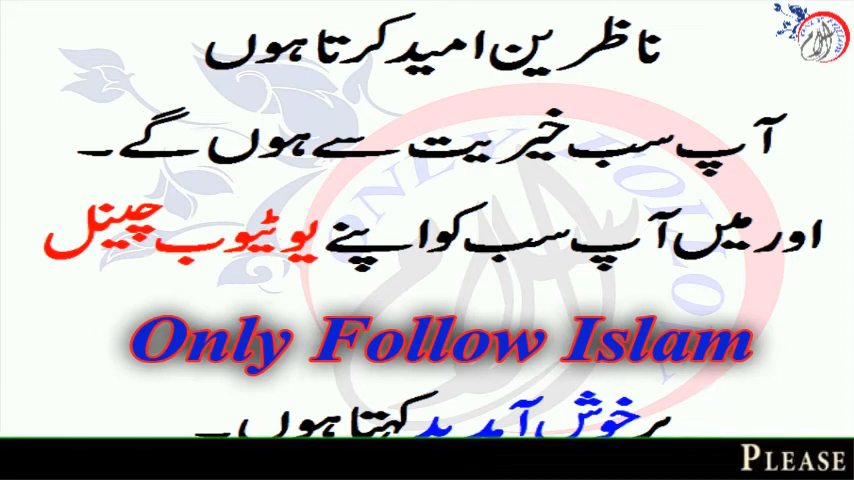 ناظرین امید کرتا ہوں
آپ سب خیریت سے ہوں گے۔
اور میں آپ سب کو اپنے یوٹیوب چینل
Only Follow Islam
پر خوش آمدید کہتا ہوں۔
PLEASE